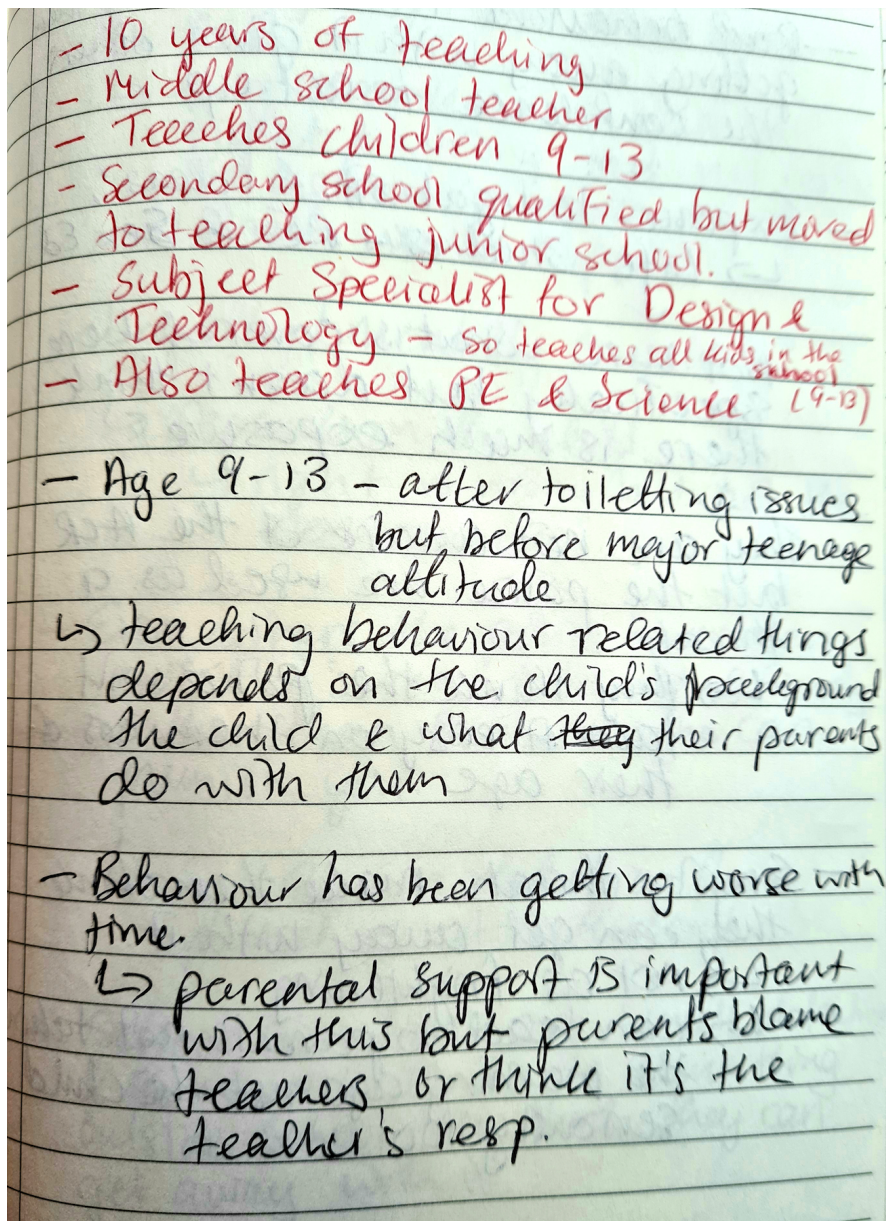 - 10 years of teaching
- Middle school teacher
- Teaches children 9-13
- Secondary school qualified but moved
to teaching junior school.
- Subject Specialist for Design &
Technology - so teaches all kids in the
school
- Also teaches PE & Science (9-13)
- Age 9-13 - after toiletting issues
but before major teenage
attitude
↳ teaching behaviour related things
depends on the child's background
the child & what they their parents
do with them
- Behaviour has been getting worse with
time.
↳ parental support is important
with this but parents blame
teachers or think it's the
teacher's resp.